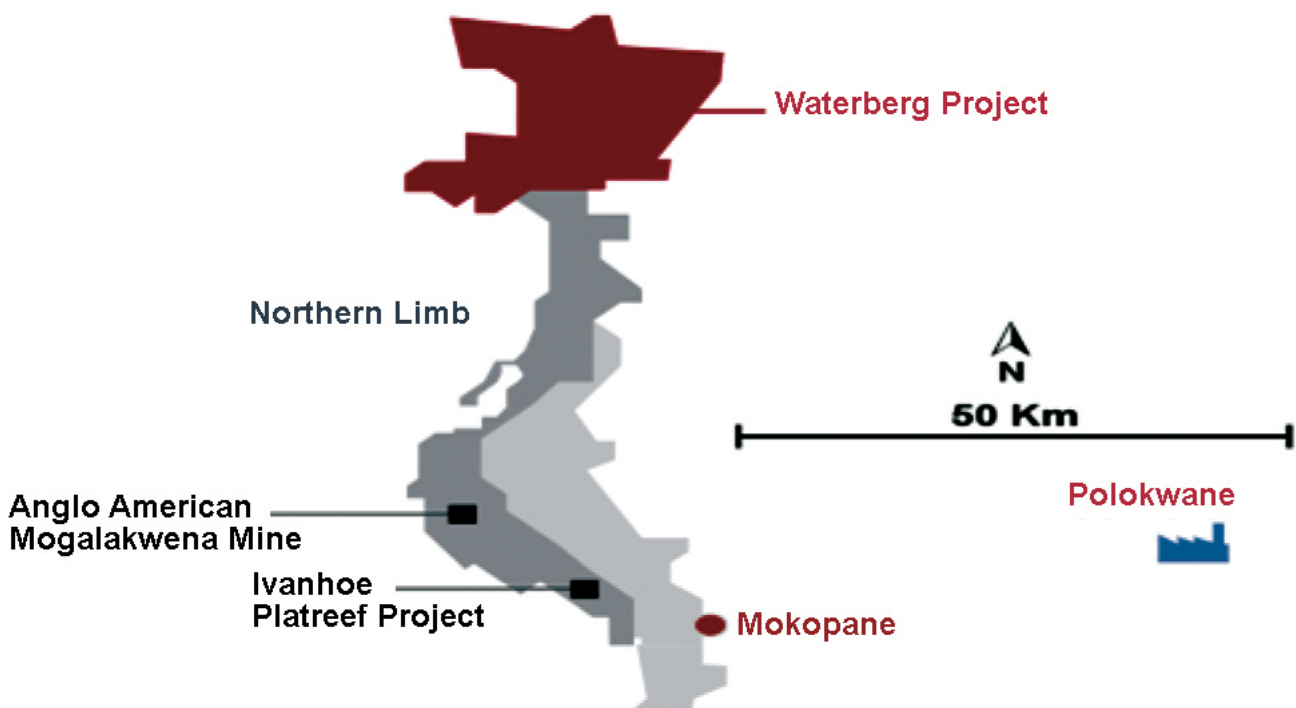 Waterberg Project
Northern Limb
N
50 Km
Polokwane
Anglo American
Mogalakwena Mine
Ivanhoe
Platreef Project
Mokopane